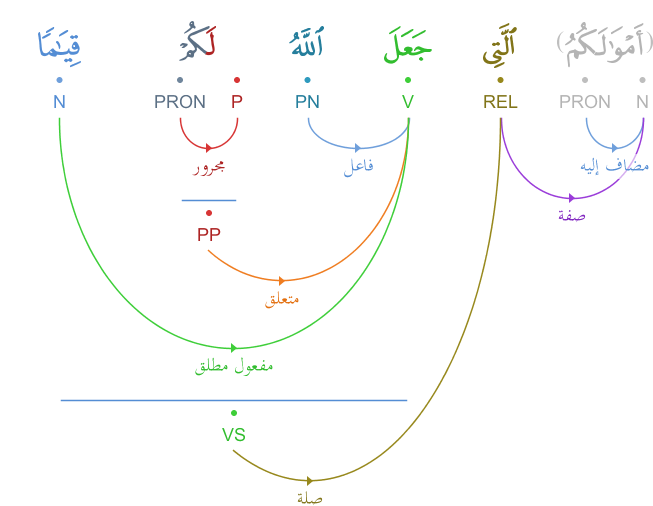 (أَمْوَٰلَكُمُ) ٱلَّتِى جَعَلَ ٱللَّهُ لَكُمْ قِيَـٰمًا
N PRON P PN V REL PRON N
مجرور فاعل مضاف إليه
PP صفة
متعلق
مفعول مطلق
VS
صلة